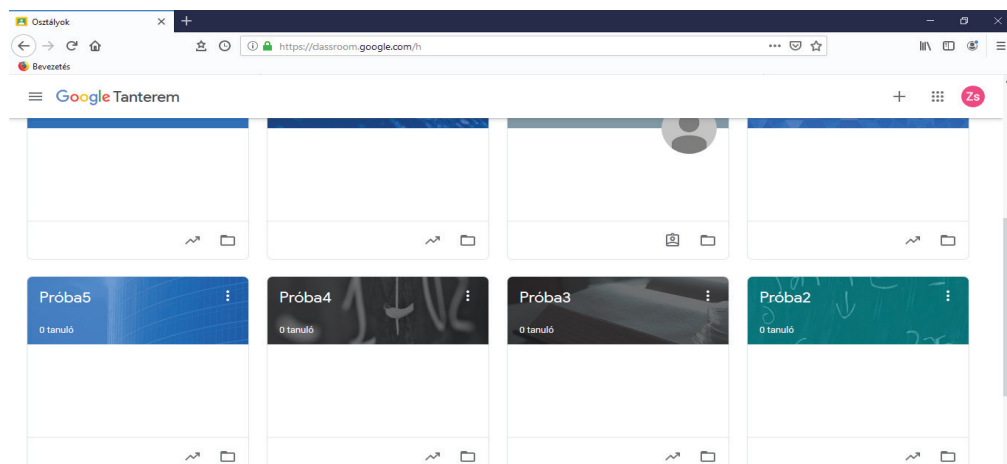 Osztályok
https://classroom.google.com/h
Bevezetés
Google Tanterem
Zs
Próba5
0 tanuló
Próba4
0 tanuló
Próba3
0 tanuló
Próba2
0 tanuló